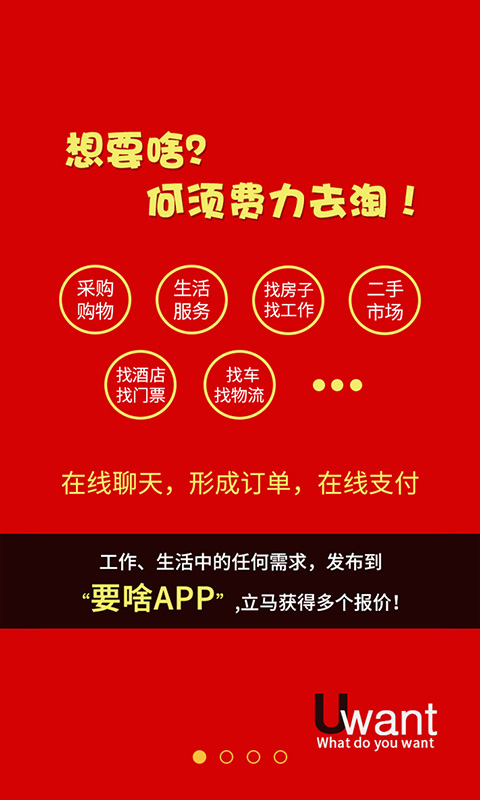 想要啥？
何须费力去淘！
采购 生活 找房子 二手
购物 服务 找工作 市场
找酒店 找车
找门票 找物流
在线聊天，形成订单，在线支付
工作、生活中的任何需求，发布到
“要啥APP”,立马获得多个报价！
Uwant
What do you want